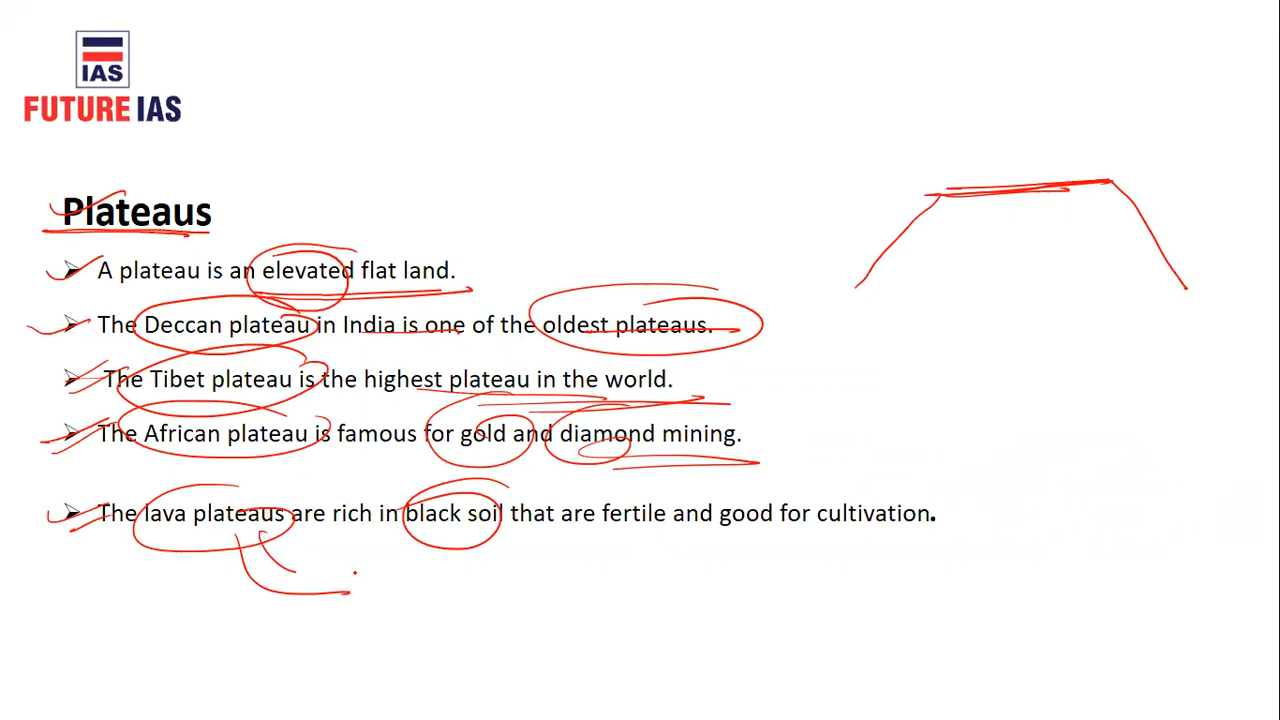 IAS
FUTURE IAS
Plateaus
A plateau is an elevated flat land.
The Deccan plateau in India is one of the oldest plateaus.
The Tibet plateau is the highest plateau in the world.
The African plateau is famous for gold and diamond mining.
The lava plateaus are rich in black soil that are fertile and good for cultivation.